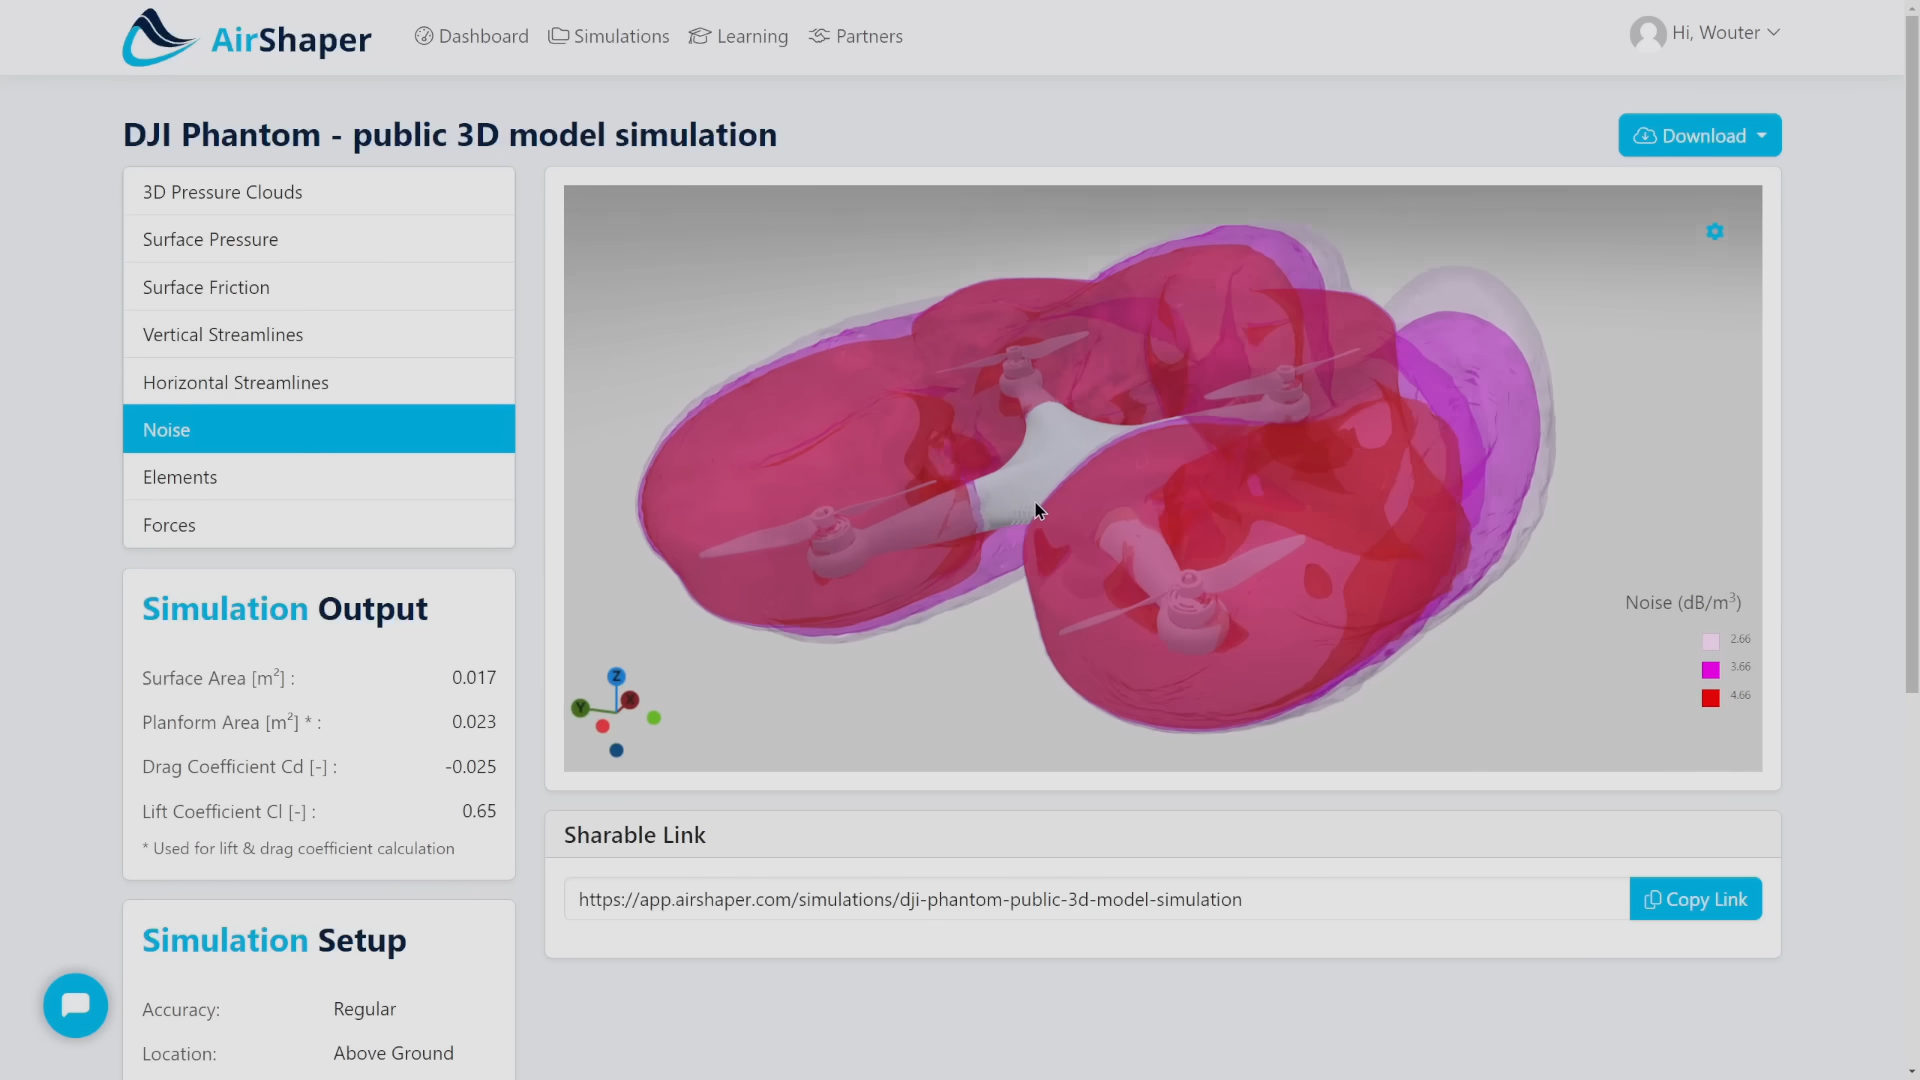 AirShaper
Dashboard
Simulations
Learning
Partners
Hi, Wouter
DJI Phantom - public 3D model simulation
Download
3D Pressure Clouds
Surface Pressure
Surface Friction
Vertical Streamlines
Horizontal Streamlines
Noise
Elements
Forces
Noise (dB/m³)
2.66
3.66
4.66
Z
X
Y
Simulation Output
Surface Area [m²] : 0.017
Planform Area [m²] * : 0.023
Drag Coefficient Cd [-] : -0.025
Lift Coefficient Cl [-] : 0.65
* Used for lift & drag coefficient calculation
Sharable Link
https://app.airshaper.com/simulations/dji-phantom-public-3d-model-simulation
Copy Link
Simulation Setup
Accuracy: Regular
Location: Above Ground